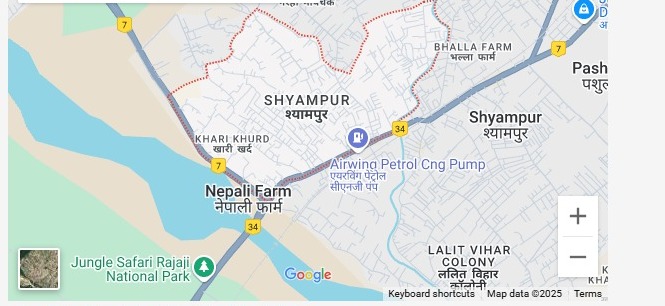 7
BHALLA FARM
भल्ला फार्म
7
Pash
पशुल
SHYAMPUR
श्यामपुर
Shyampur
श्यामपुर
34
KHARI KHURD
खारी खर्द
7
Airwing Petrol Cng Pump
एयरविंग पेट्रोल
सीएनजी पंप
Nepali Farm
नेपाली फार्म
34
+
−
LALIT VIHAR
COLONY
ललित विहार
कॉलोनी
Jungle Safari Rajaji
National Park
Google
KHA
Keyboard shortcuts
Map data ©2025
Terms